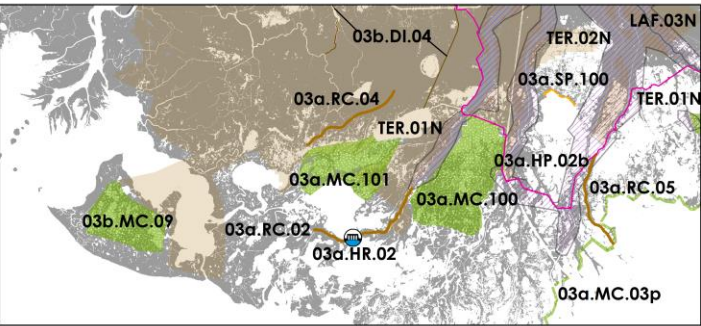 LAF.03N
03b.DI.04
TER.02N
03a.SP.100
03a.RC.04
TER.01N
TER.01N
03a.HP.02b
03a.MC.101
03a.RC.05
03a.MC.100
03b.MC.09
03a.RC.02
03a.HR.02
03a.MC.03p